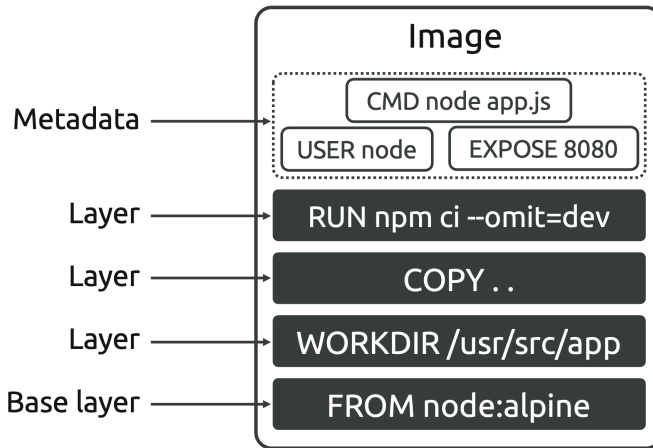 Image
Metadata
CMD node app.js
USER node
EXPOSE 8080
Layer
RUN npm ci --omit=dev
Layer
COPY . .
Layer
WORKDIR /usr/src/app
Base layer
FROM node:alpine